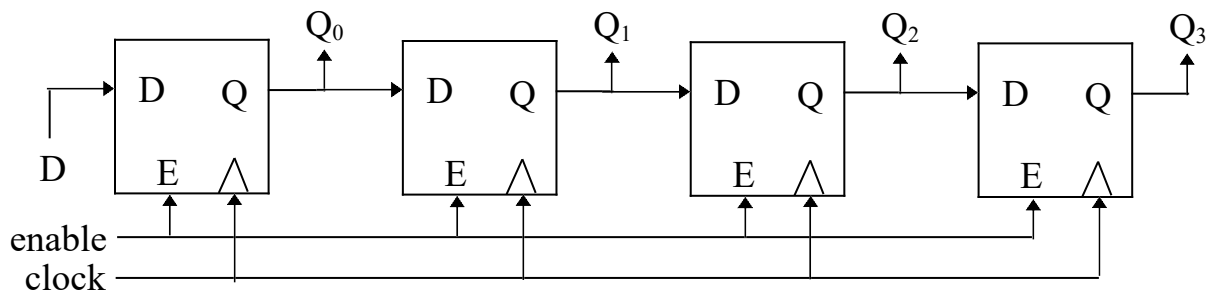 Q₀ Q₁ Q₂ Q₃
D Q D Q D Q D Q
D
E E E E
enable
clock